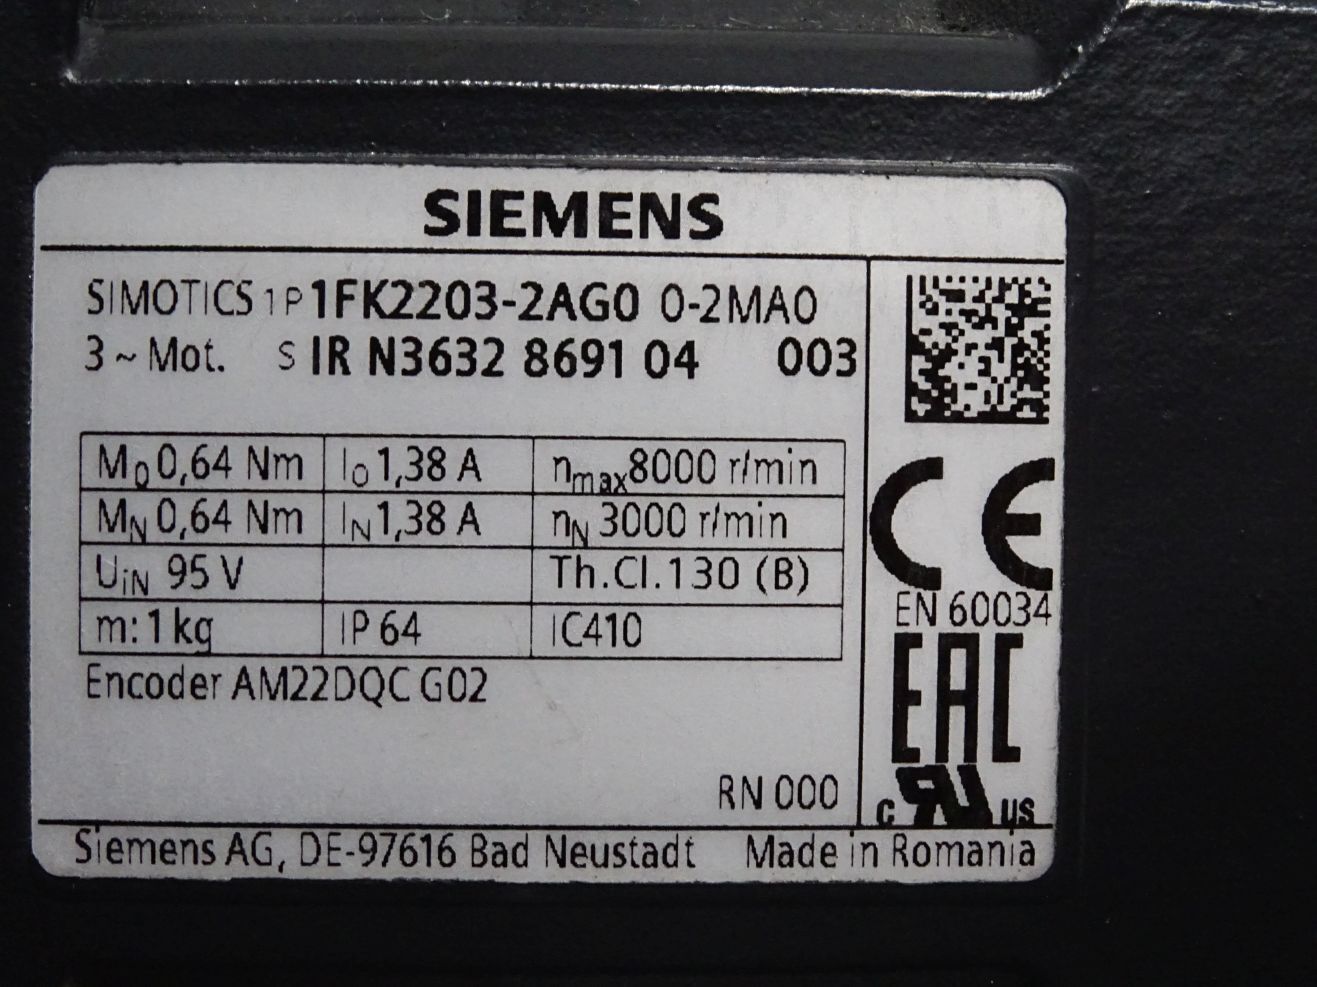 SIEMENS
SIMOTICS 1P 1FK2203-2AG0 0-2MA0
3 ~ Mot. S IR N3632 8691 04 003
M0 0,64 Nm I0 1,38 A nmax 8000 r/min
MN 0,64 Nm IN 1,38 A nN 3000 r/min
UiN 95 V Th.Cl.130 (B)
m: 1 kg IP 64 IC410
Encoder AM22DQC G02
RN 000
CE
EN 60034
EAC
c RU us
Siemens AG, DE-97616 Bad Neustadt Made in Romania